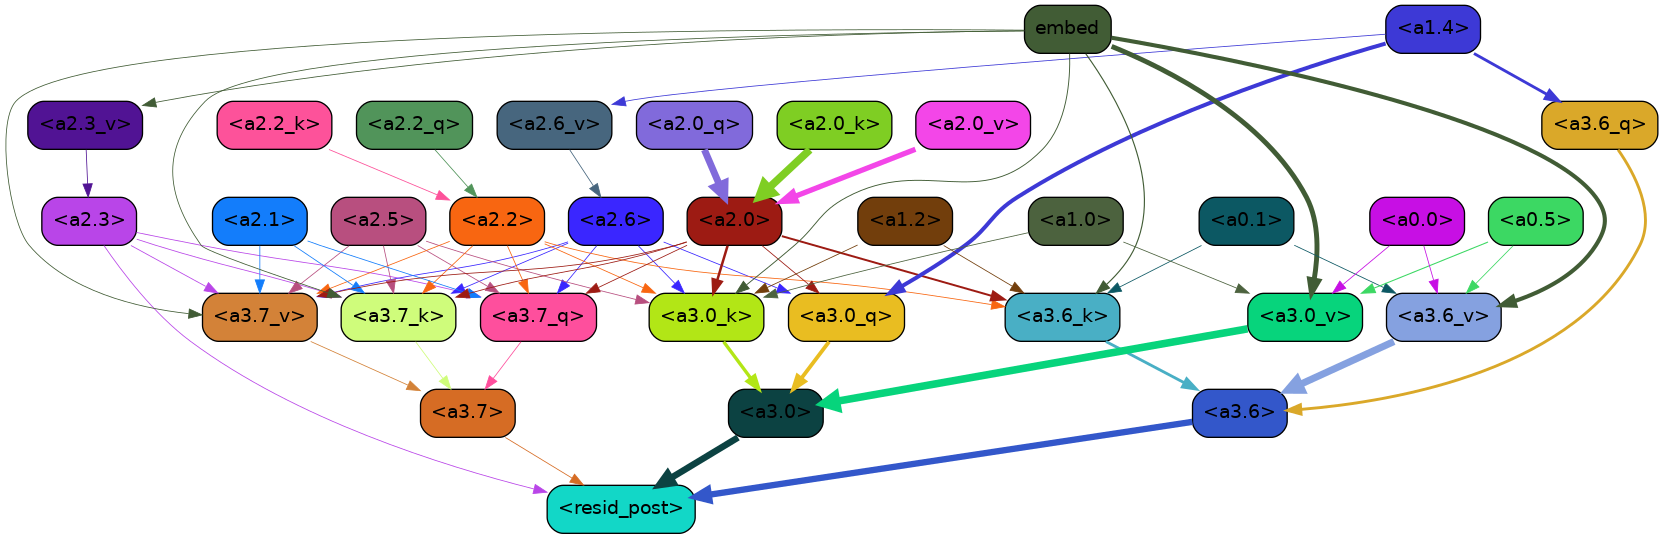 embed
<a1.4>
<a2.3_v>
<a2.2_k>
<a2.2_q>
<a2.6_v>
<a2.0_q>
<a2.0_k>
<a2.0_v>
<a3.6_q>
<a2.3>
<a2.1>
<a2.5>
<a2.2>
<a2.6>
<a2.0>
<a1.2>
<a1.0>
<a0.1>
<a0.0>
<a0.5>
<a3.7_v>
<a3.7_k>
<a3.7_q>
<a3.0_k>
<a3.0_q>
<a3.6_k>
<a3.0_v>
<a3.6_v>
<a3.7>
<a3.0>
<a3.6>
<resid_post>